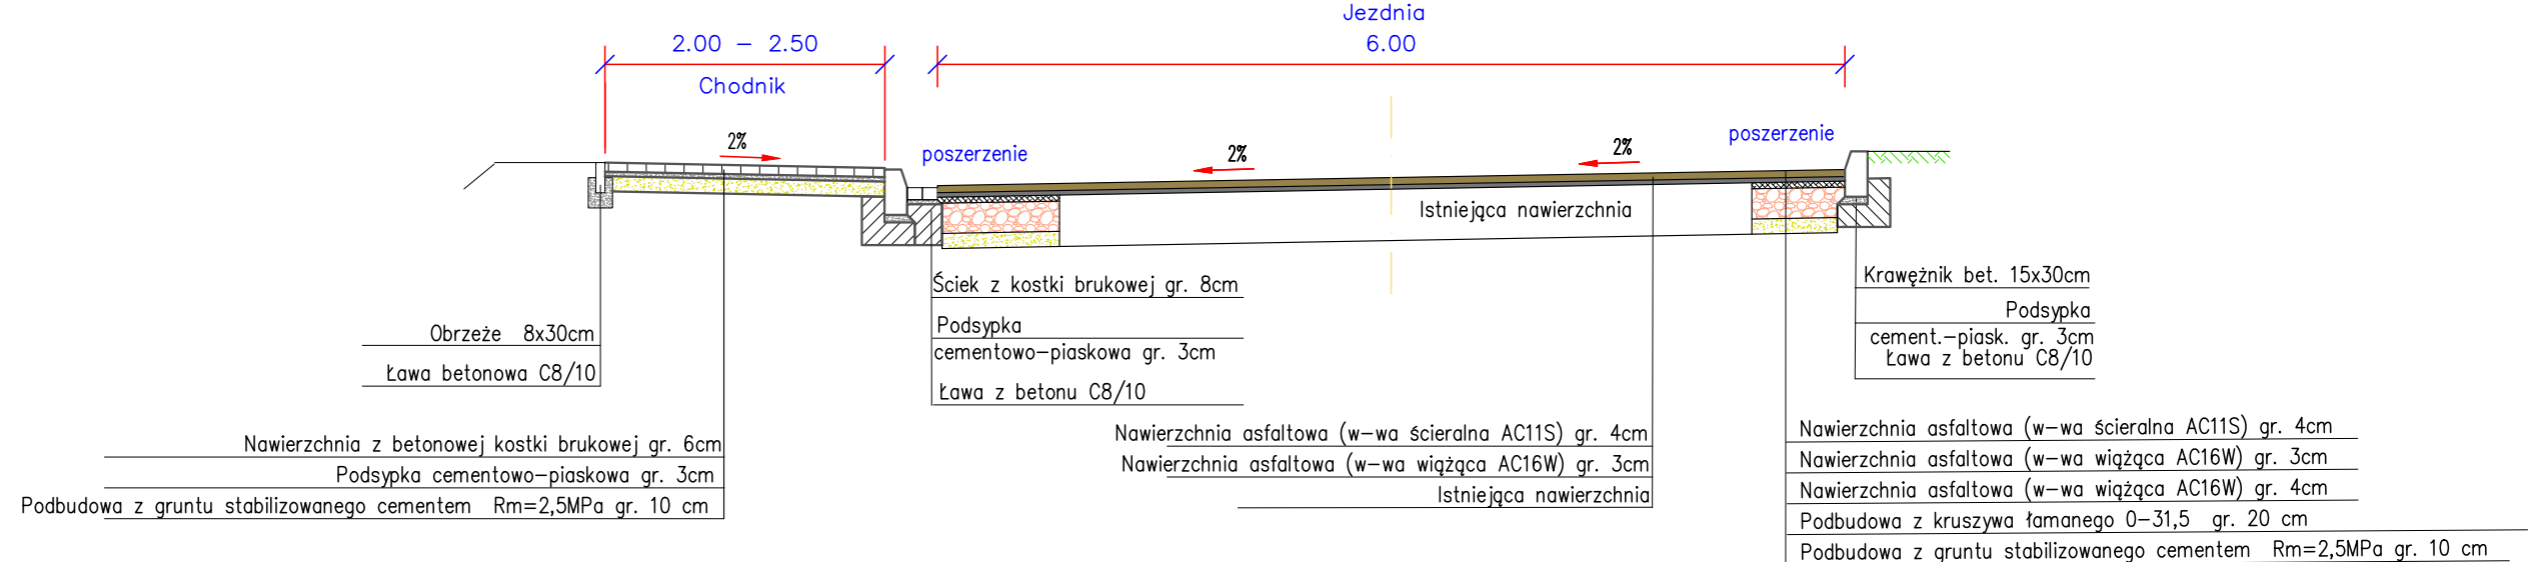 Jezdnia
2.00 – 2.50
6.00
Chodnik
2%
poszerzenie
2%
2%
poszerzenie
Istniejąca nawierzchnia
Ściek z kostki brukowej gr. 8cm
Podsypka
cementowo–piaskowa gr. 3cm
Ława z betonu C8/10
Krawężnik bet. 15x30cm
Podsypka
cement.–piask. gr. 3cm
Ława z betonu C8/10
Obrzeże 8x30cm
Ława betonowa C8/10
Nawierzchnia z betonowej kostki brukowej gr. 6cm
Podsypka cementowo–piaskowa gr. 3cm
Podbudowa z gruntu stabilizowanego cementem Rm=2,5MPa gr. 10 cm
Nawierzchnia asfaltowa (w–wa ścieralna AC11S) gr. 4cm
Nawierzchnia asfaltowa (w–wa wiążąca AC16W) gr. 3cm
Istniejąca nawierzchnia
Nawierzchnia asfaltowa (w–wa ścieralna AC11S) gr. 4cm
Nawierzchnia asfaltowa (w–wa wiążąca AC16W) gr. 3cm
Nawierzchnia asfaltowa (w–wa wiążąca AC16W) gr. 4cm
Podbudowa z kruszywa łamanego 0–31,5 gr. 20 cm
Podbudowa z gruntu stabilizowanego cementem Rm=2,5MPa gr. 10 cm